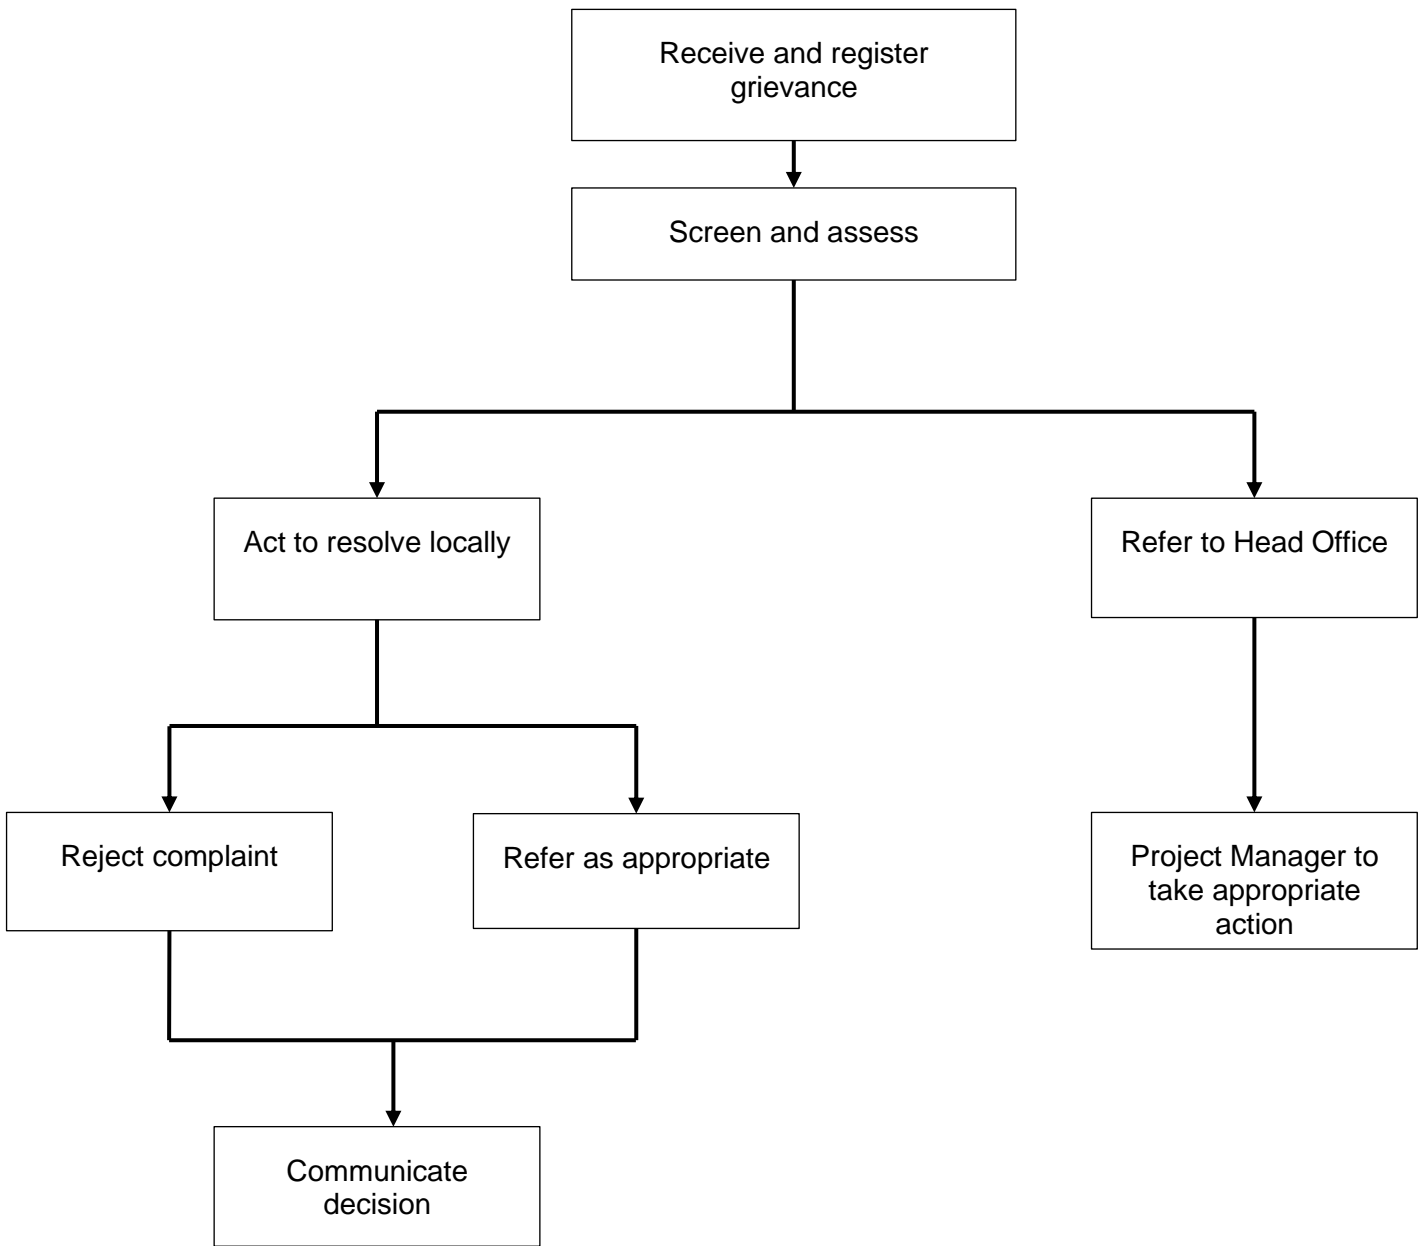 Receive and register
grievance
Screen and assess
Act to resolve locally
Refer to Head Office
Reject complaint
Refer as appropriate
Project Manager to
take appropriate
action
Communicate
decision